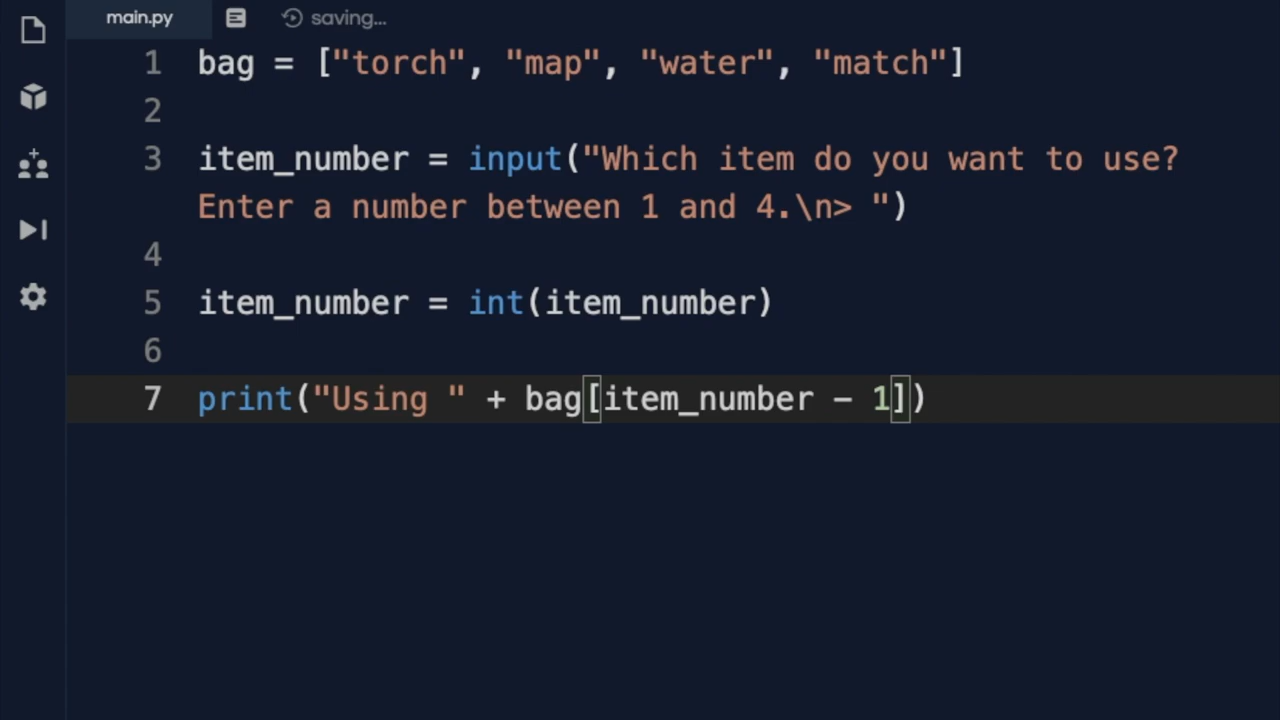 main.py saving...
1 bag = ["torch", "map", "water", "match"]
2
3 item_number = input("Which item do you want to use?
Enter a number between 1 and 4.\n> ")
4
5 item_number = int(item_number)
6
7 print("Using " + bag[item_number - 1])